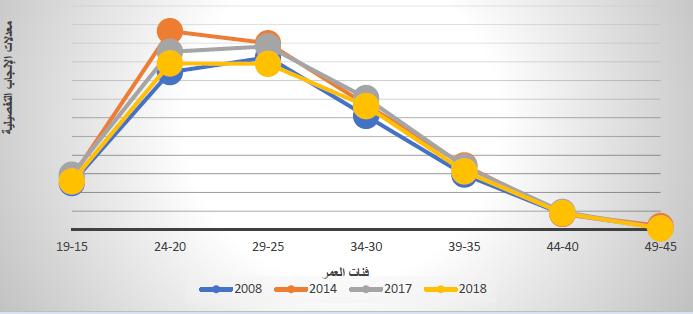 معدلات الإنجاب التفصيلية
19-15 24-20 29-25 34-30 39-35 44-40 49-45
فئات العمر
2008 2014 2017 2018